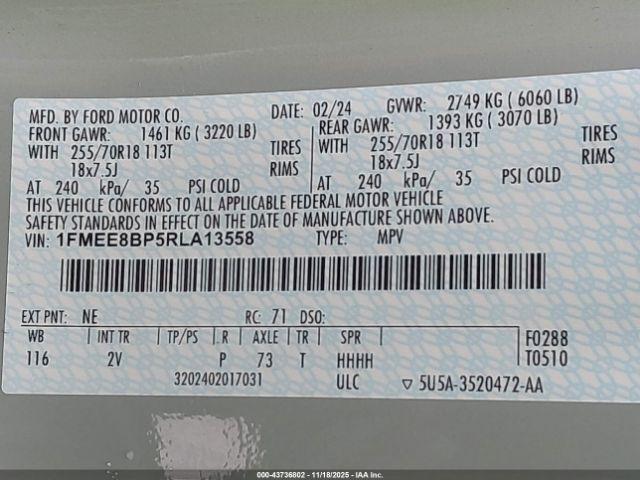 MFD. BY FORD MOTOR CO. DATE: 02/24 GVWR: 2749 KG ( 6060 LB)
FRONT GAWR: 1461 KG ( 3220 LB) REAR GAWR: 1393 KG ( 3070 LB)
WITH 255/70R18 113T TIRES WITH 255/70R18 113T TIRES
18x7.5J RIMS 18x7.5J RIMS
AT 240 kPa/ 35 PSI COLD AT 240 kPa/ 35 PSI COLD
THIS VEHICLE CONFORMS TO ALL APPLICABLE FEDERAL MOTOR VEHICLE
SAFETY STANDARDS IN EFFECT ON THE DATE OF MANUFACTURE SHOWN ABOVE.
VIN: 1FMEE8BP5RLA13558 TYPE: MPV
EXT PNT: NE RC: 71 DSO:
WB INT TR TP/PS R AXLE TR SPR F0288
116 2V P 73 T HHHH T0510
3202402017031 ULC ▽ 5U5A-3520472-AA
000-43736802 - 11/18/2025 - IAA Inc.